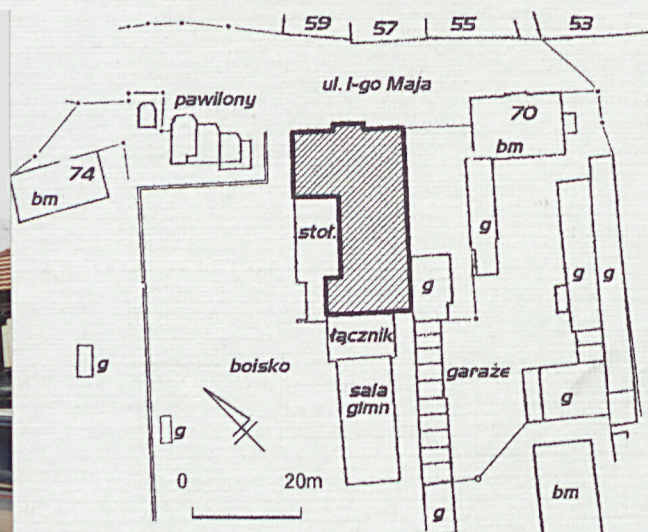 59 57 55 53
ul. I-go Maja
pawilony
70
bm
74
bm
stoł.
g
g
g
g
łącznik
boisko
garaże
g
sala
gimn
g
g
0 20m
bm
g